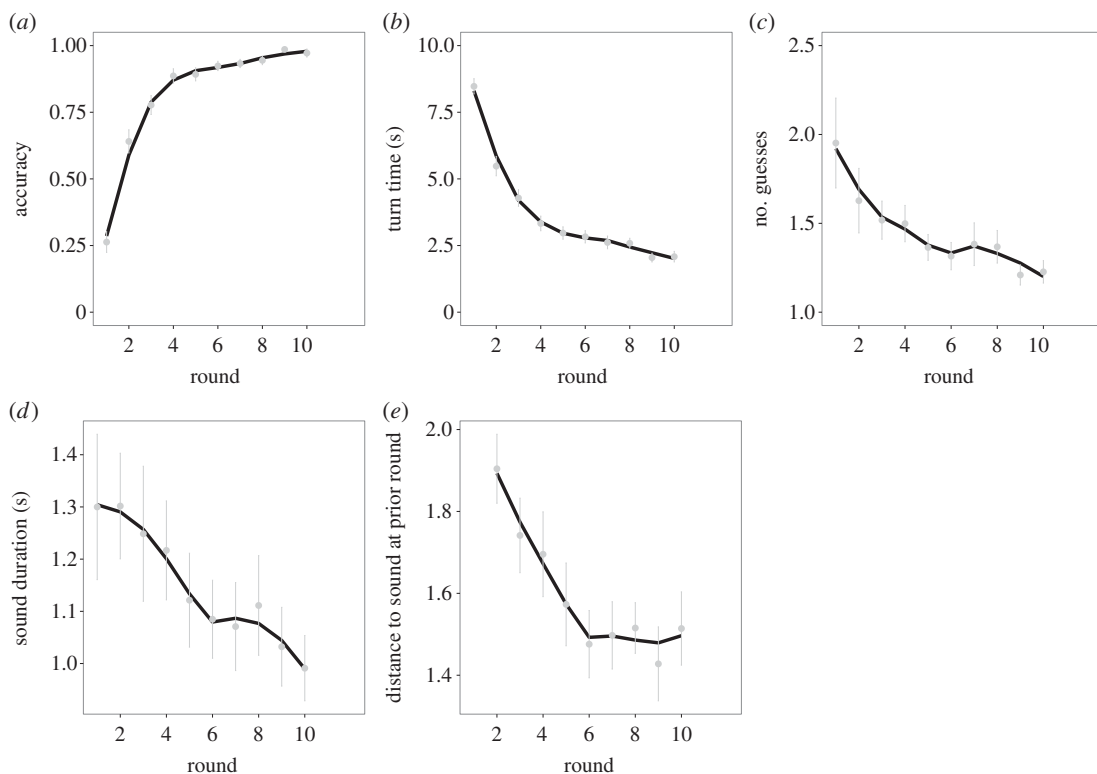 (a)
1.00
0.75
0.50
0.25
0
accuracy
2 4 6 8 10
round
(b)
10.0
7.5
5.0
2.5
0
turn time (s)
2 4 6 8 10
round
(c)
2.5
2.0
1.5
1.0
no. guesses
2 4 6 8 10
round
(d)
1.4
1.3
1.2
1.1
1.0
sound duration (s)
2 4 6 8 10
round
(e)
2.0
1.8
1.6
1.4
distance to sound at prior round
2 4 6 8 10
round